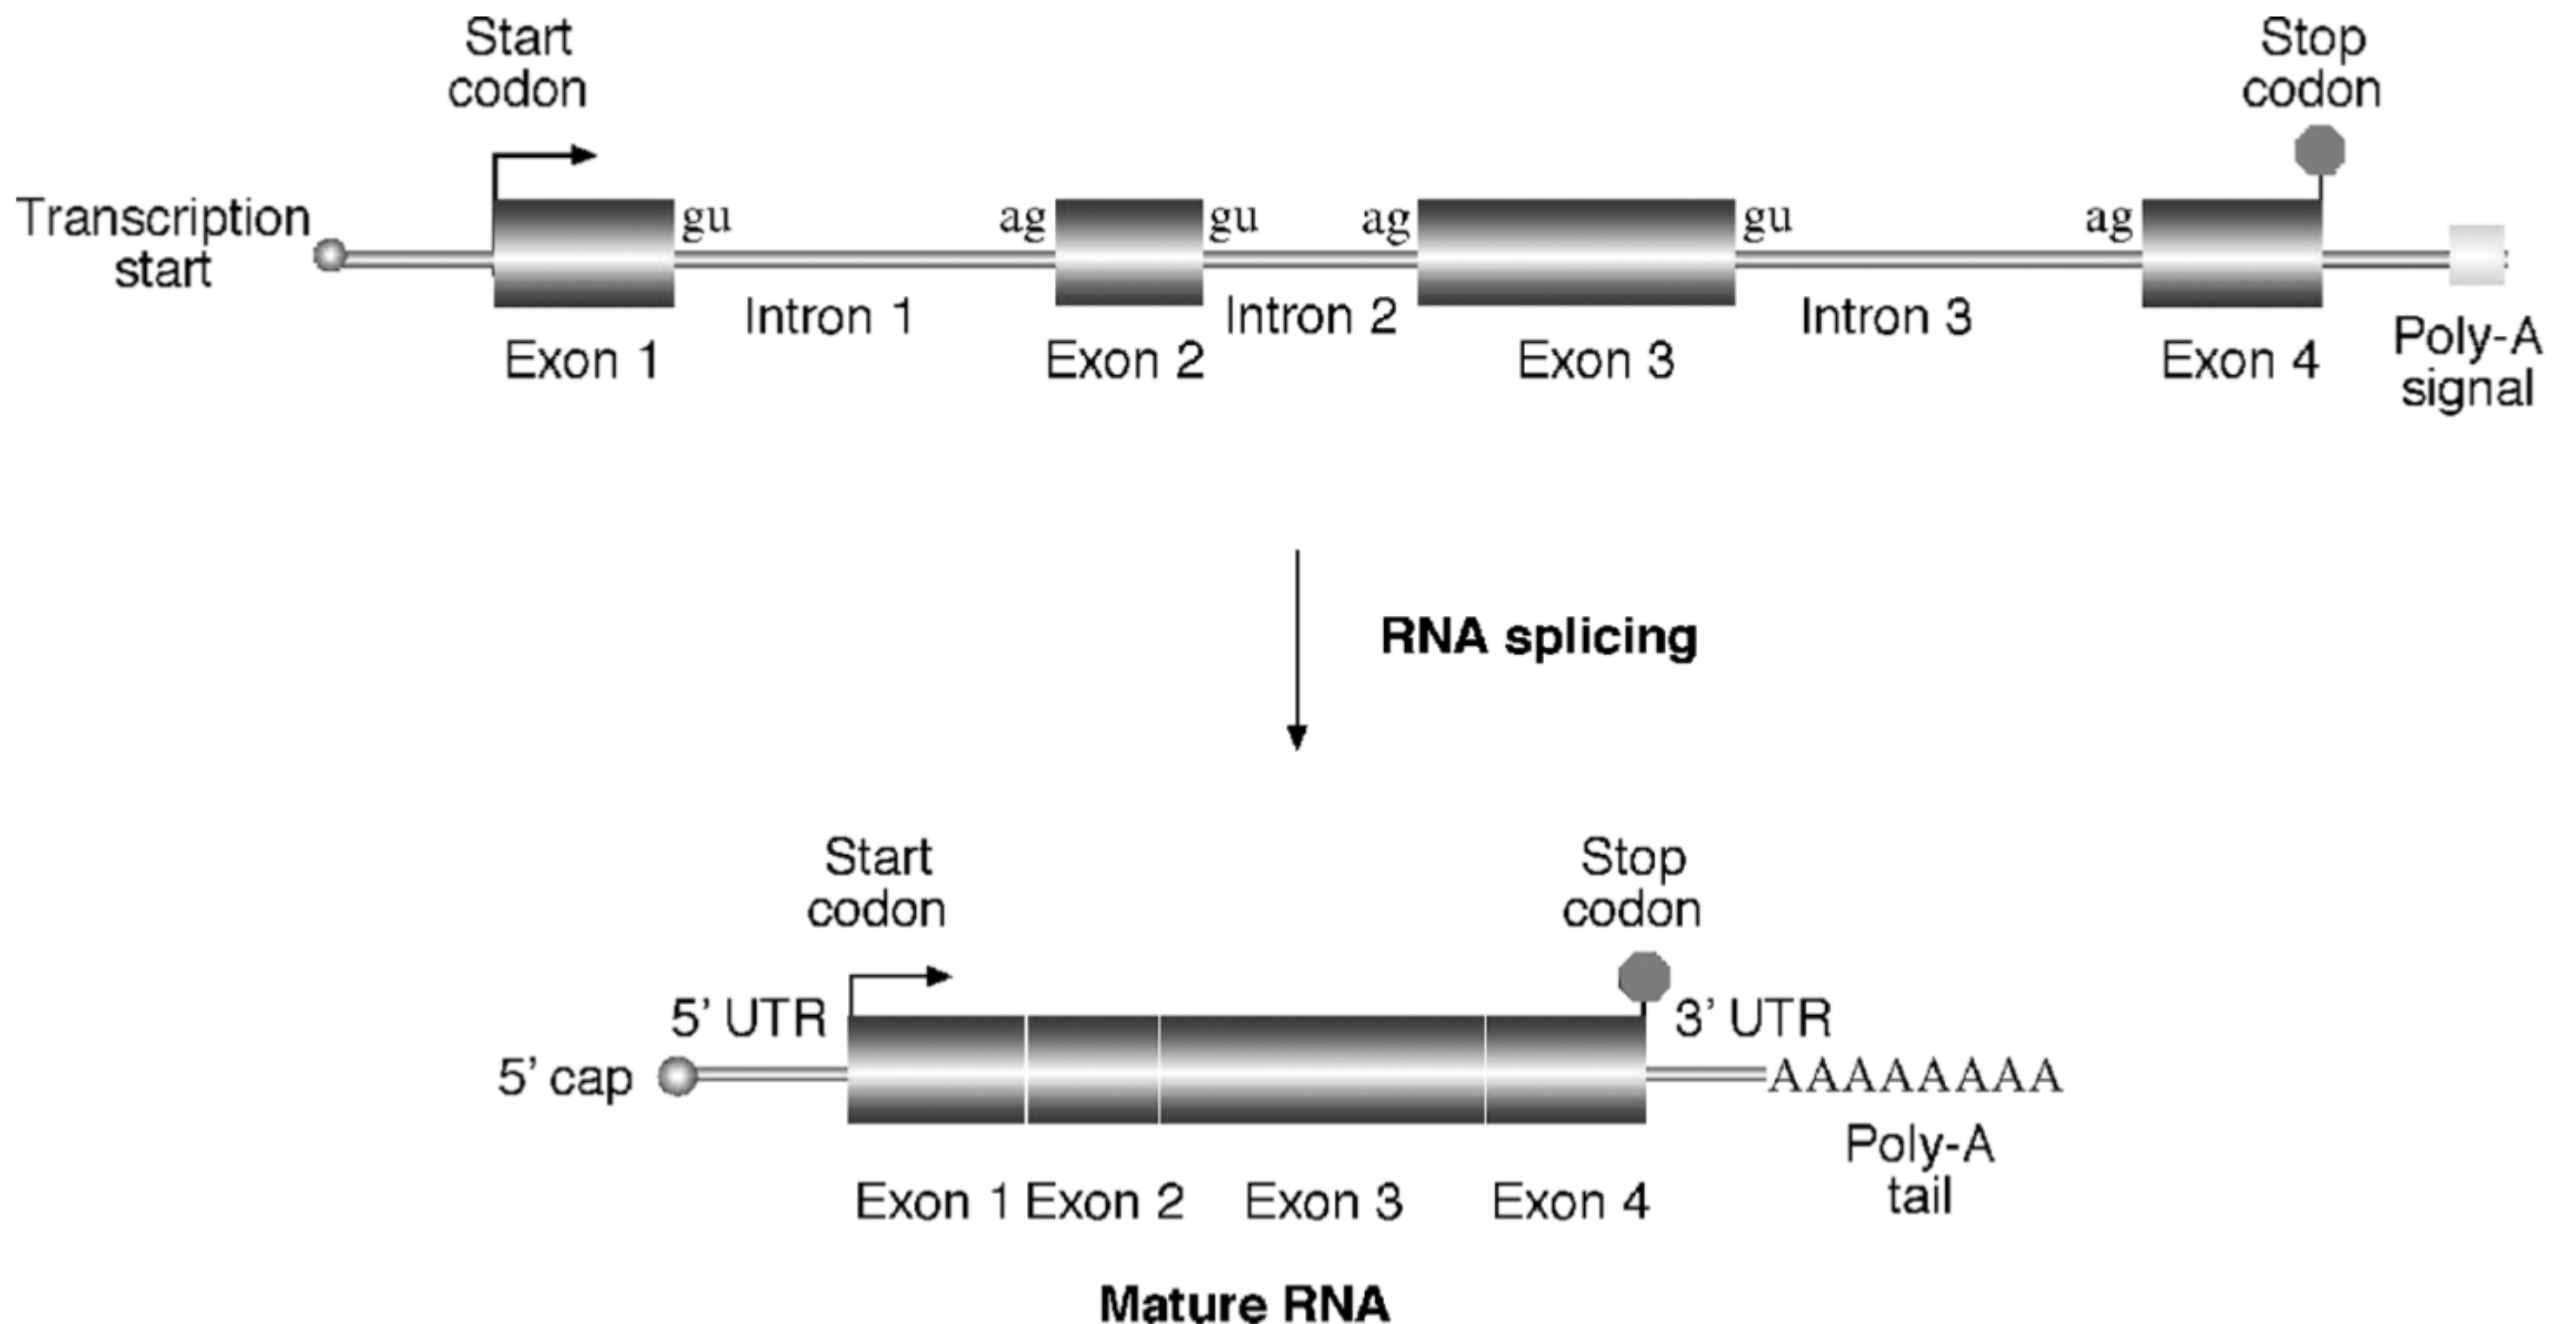 Start
codon
Stop
codon
Transcription
start
gu
ag
gu
ag
gu
ag
Intron 1
Intron 2
Intron 3
Exon 1
Exon 2
Exon 3
Exon 4
Poly-A
signal
RNA splicing
Start
codon
Stop
codon
5’ UTR
3’ UTR
5’ cap
AAAAAAAA
Poly-A
tail
Exon 1
Exon 2
Exon 3
Exon 4
Mature RNA